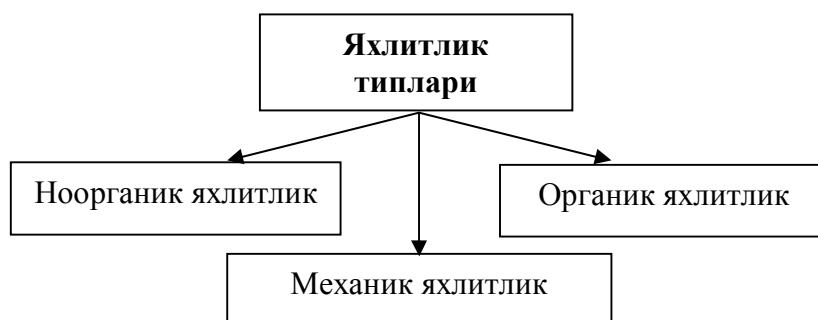 Яхлитлик
типлари
Ноорганик яхлитлик
Органик яхлитлик
Механик яхлитлик